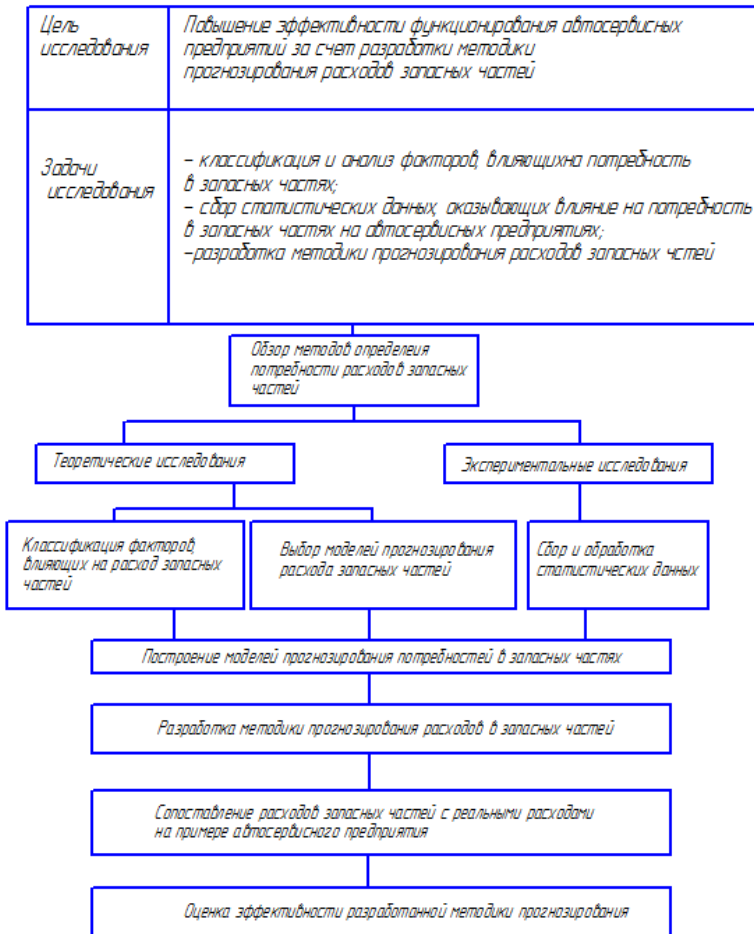 Цель
исследования
Повышение эффективности функционирования автосервисных
предприятий за счет разработки методики
прогнозирования расходов запасных частей
Задачи
исследования
- классификация и анализ факторов, влияющихна потребность
в запасных частях;
- сбор статистических данных, оказывающих влияние на потребность
в запасных частях на автосервисных предприятиях;
-разработка методики прогнозирования расходов запасных чстей
Обзор методов определеия
потребности расходов запасных
частей
Теоретические исследования
Экспериментальные исследования
Классификация факторов,
влияющих на расход запасных
частей
Выбор моделей прогнозирования
расхода запасных частей
Сбор и обработка
статистических данных
Построение моделей прогнозирования потребностей в запасных частях
Разработка методики прогнозирования расходов в запасных частей
Сопоставление расходов запасных частей с реальными расходами
на примере автосервисного предприятия
Оценка эффективности разработанной методики прогнозирования